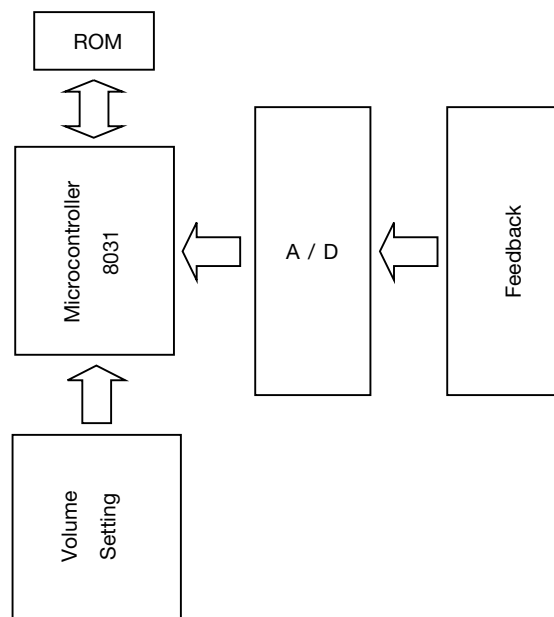 ROM
Microcontroller
8031
A / D
Feedback
Volume
Setting